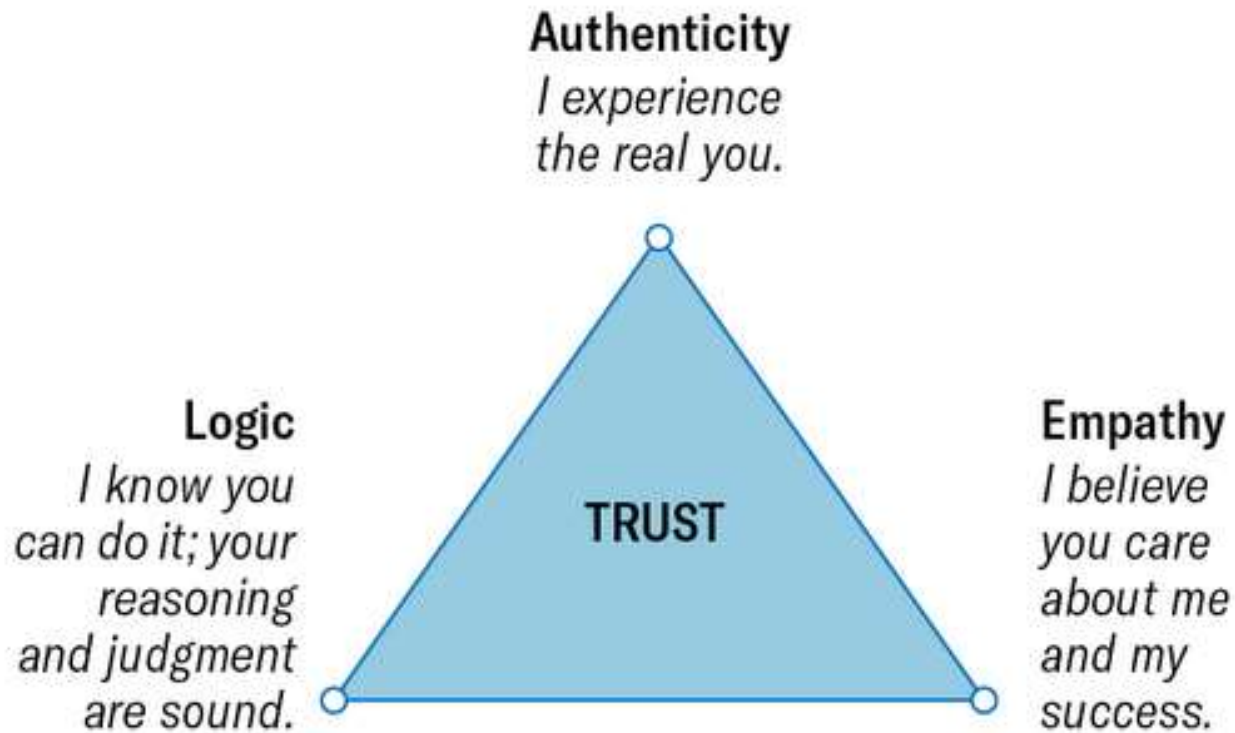 Authenticity
I experience
the real you.
Logic
I know you
can do it; your
reasoning
and judgment
are sound.
TRUST
Empathy
I believe
you care
about me
and my
success.